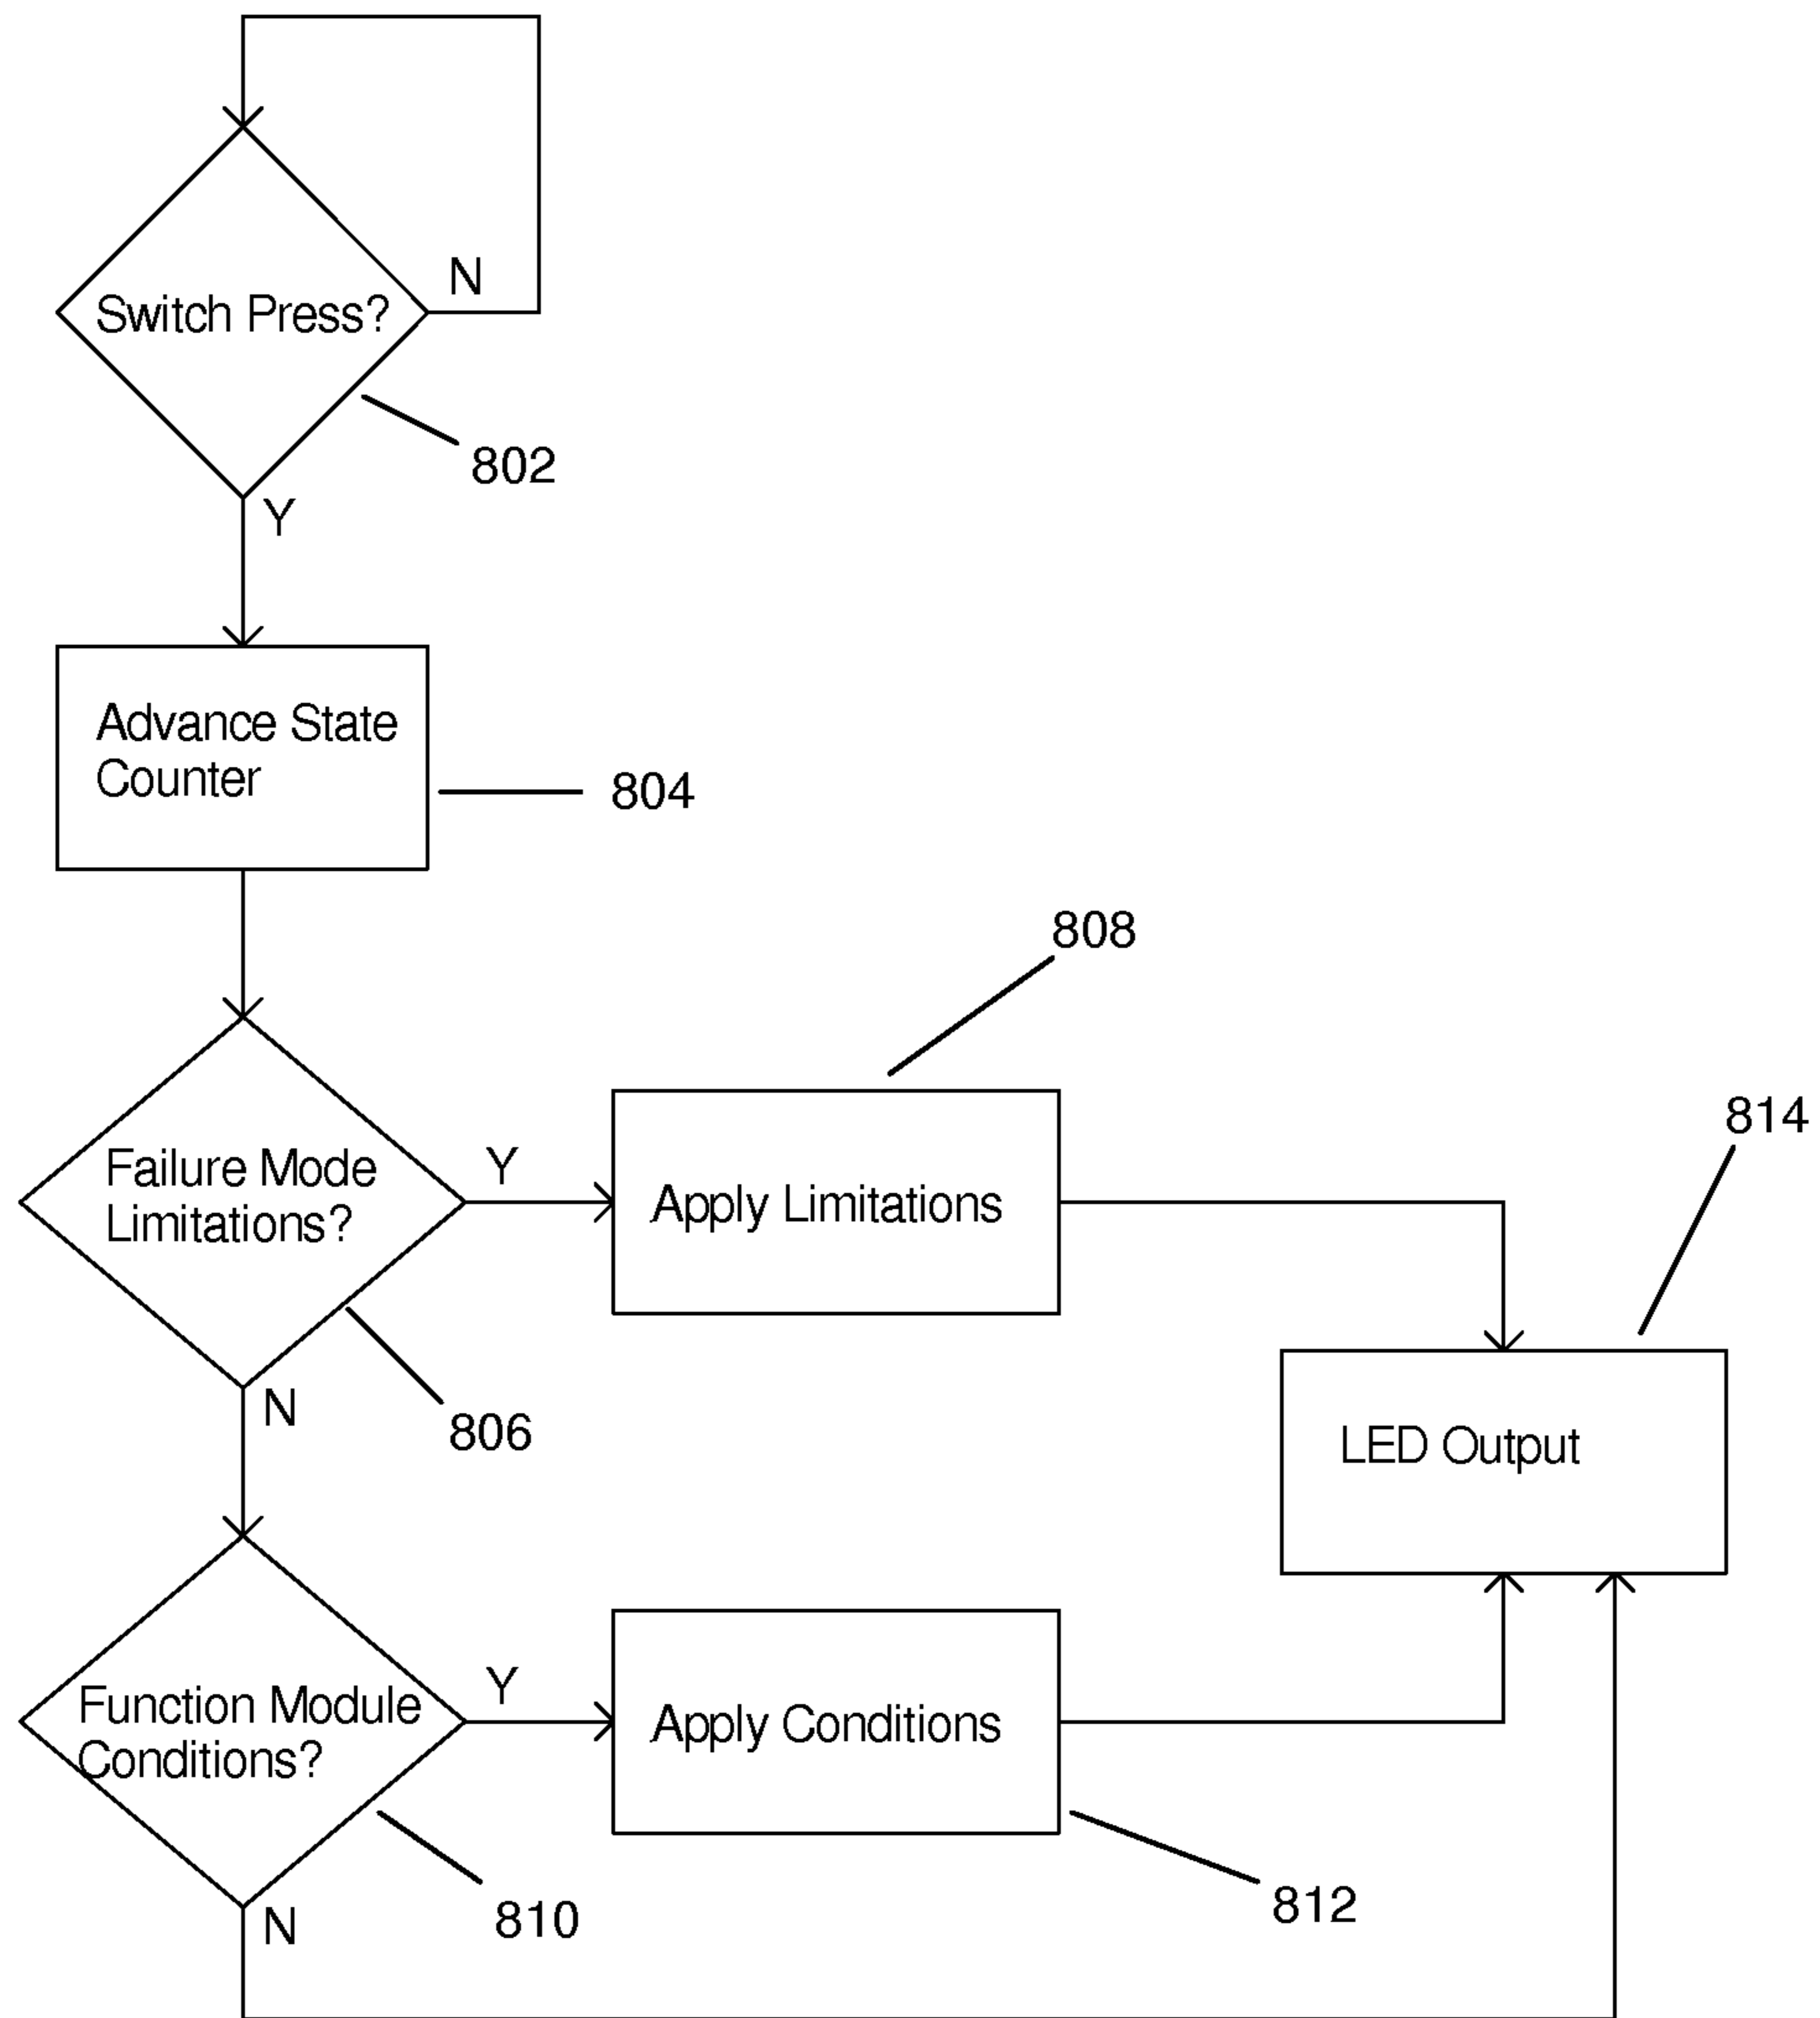 N
Switch Press?
802
Y
Advance State
Counter
804
808
814
Failure Mode
Limitations?
Y
Apply Limitations
N
806
LED Output
Function Module
Conditions?
Y
Apply Conditions
812
810
N